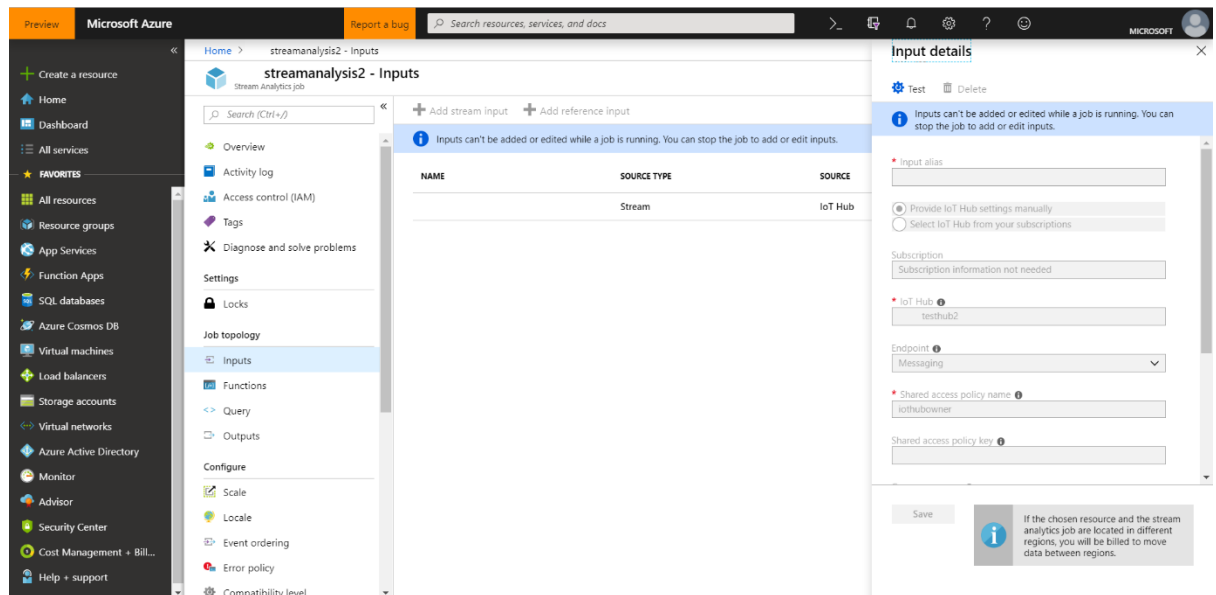 Preview
Microsoft Azure
Report a bug
Search resources, services, and docs
MICROSOFT
Create a resource
Home
Dashboard
All services
FAVORITES
All resources
Resource groups
App Services
Function Apps
SQL databases
Azure Cosmos DB
Virtual machines
Load balancers
Storage accounts
Virtual networks
Azure Active Directory
Monitor
Advisor
Security Center
Cost Management + Bill...
Help + support
Home > streamanalysis2 - Inputs
streamanalysis2 - Inputs
Stream Analytics job
Search (Ctrl+/)
Overview
Activity log
Access control (IAM)
Tags
Diagnose and solve problems
Settings
Locks
Job topology
Inputs
Functions
Query
Outputs
Configure
Scale
Locale
Event ordering
Error policy
Compatibility level
Add stream input
Add reference input
Inputs can't be added or edited while a job is running. You can stop the job to add or edit inputs.
NAME SOURCE TYPE SOURCE
Stream IoT Hub
Input details
Test
Delete
Inputs can't be added or edited while a job is running. You can
stop the job to add or edit inputs.
* Input alias
Provide IoT Hub settings manually
Select IoT Hub from your subscriptions
Subscription
Subscription information not needed
* IoT Hub
testhub2
Endpoint
Messaging
* Shared access policy name
iothubowner
Shared access policy key
Save
If the chosen resource and the stream
analytics job are located in different
regions, you will be billed to move
data between regions.